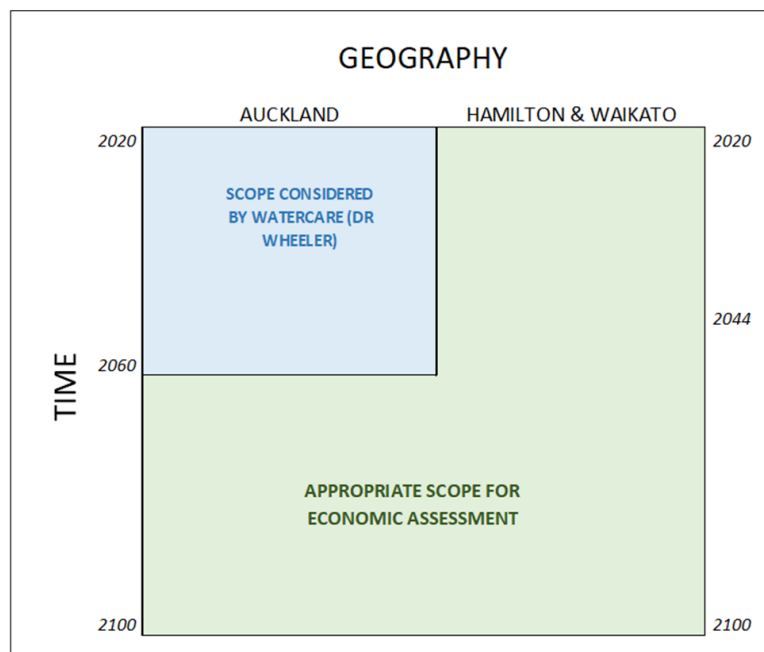 GEOGRAPHY
AUCKLAND
HAMILTON & WAIKATO
2020
2020
SCOPE CONSIDERED
BY WATERCARE (DR
WHEELER)
2044
TIME
2060
APPROPRIATE SCOPE FOR
ECONOMIC ASSESSMENT
2100
2100